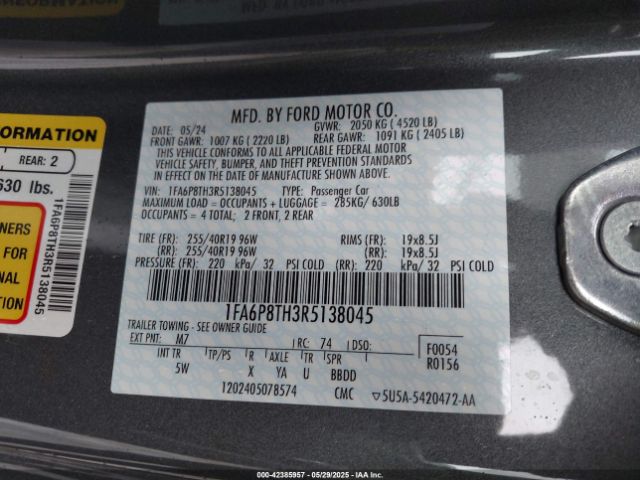 INFORMATION
MFD. BY FORD MOTOR CO.
DATE: 05/24 GVWR: 2050 KG ( 4520 LB)
FRONT GAWR: 1007 KG ( 2220 LB) REAR GAWR: 1091 KG ( 2405 LB)
THIS VEHICLE CONFORMS TO ALL APPLICABLE FEDERAL MOTOR
VEHICLE SAFETY, BUMPER, AND THEFT PREVENTION STANDARDS
IN EFFECT ON THE DATE OF MANUFACTURE SHOWN ABOVE.
VIN: 1FA6P8TH3R5138045 TYPE: Passenger Car
MAXIMUM LOAD = OCCUPANTS + LUGGAGE = 285KG/ 630LB
OCCUPANTS = 4 TOTAL; 2 FRONT, 2 REAR
TIRE (FR): 255/40R19 96W RIMS (FR): 19x8.5J
(RR): 255/40R19 96W (RR): 19x8.5J
PRESSURE (FR): 220 kPa/ 32 PSI COLD (RR): 220 kPa/ 32 PSI COLD
1FA6P8TH3R5138045
TRAILER TOWING - SEE OWNER GUIDE
EXT PNT: M7 RC: 74 DSO: F0054
R0156
INT TR TP/PS R AXLE TR SPR
5W X YA U BBDD
1202405078574 CMC 5U5A-5420472-AA
ORMATION
REAR: 2
630 lbs.
WNERS
FOR
NAL
TION
1FA6P8TH3R5138045
IAA-42385957 | 05/29/2025 | IAA, Inc.